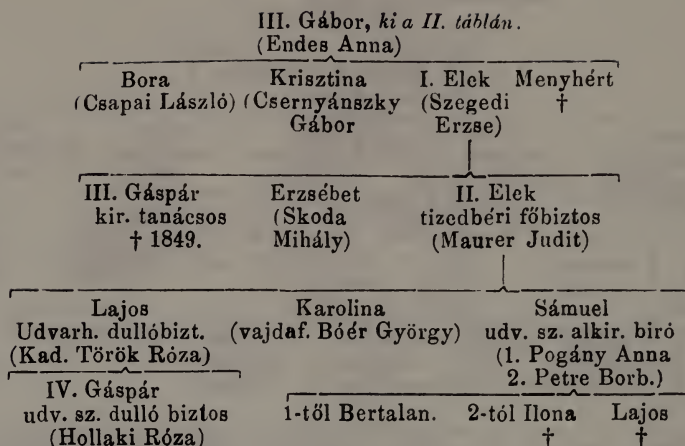 III. Gábor, ki a II. táblán.
(Endes Anna)
Bora Krisztina I. Elek Menyhért
(Csapai László) (Csernyánszky (Szegedi †
Gábor Erzse)
III. Gáspár Erzsébet II. Elek
kir. tanácsos (Skoda tizedbéri főbiztos
† 1849. Mihály) (Maurer Judit)
Lajos Karolina Sámuel
Udvarh. dullóbizt. (vajdaf. Bóér György) udv. sz. alkir. biró
(Kad. Török Róza) (1. Pogány Anna
2. Petre Borb.)
IV. Gáspár
udv. sz. dulló biztos 1-től Bertalan. 2-tól Ilona Lajos
(Hollaki Róza) † †